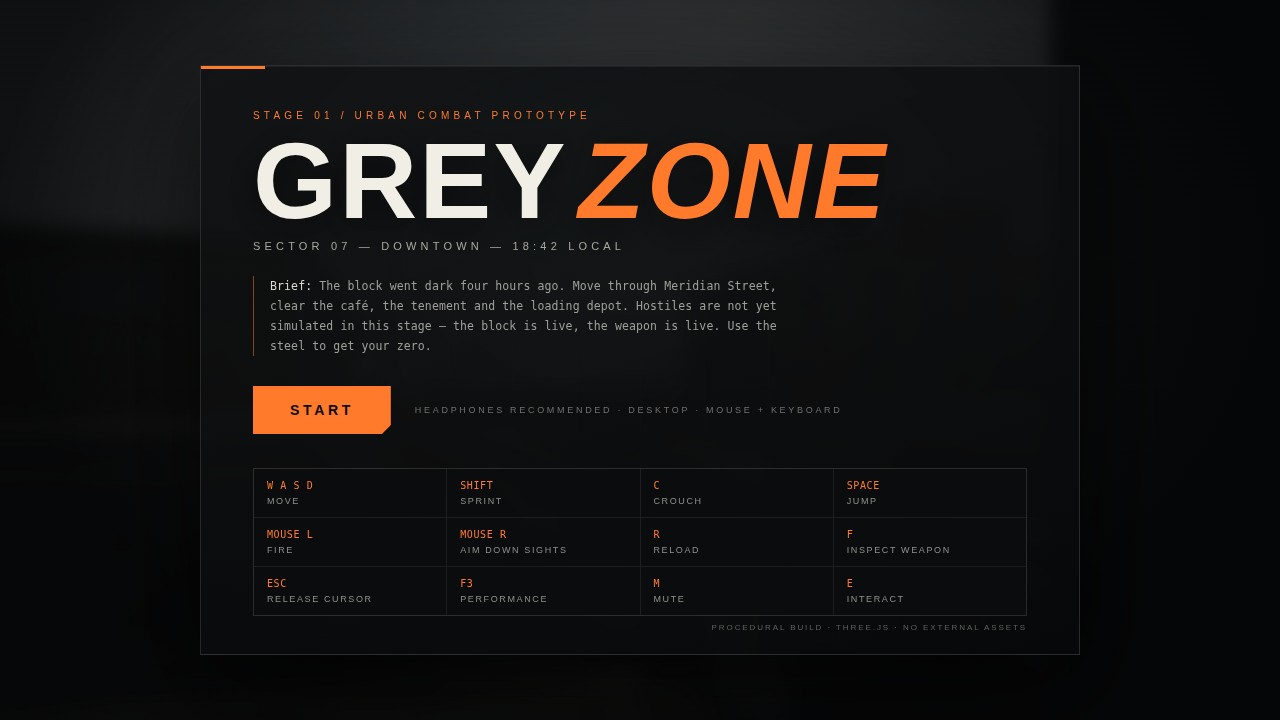 STAGE 01 / URBAN COMBAT PROTOTYPE
GREY ZONE
SECTOR 07 — DOWNTOWN — 18:42 LOCAL
Brief: The block went dark four hours ago. Move through Meridian Street,
clear the café, the tenement and the loading depot. Hostiles are not yet
simulated in this stage — the block is live, the weapon is live. Use the
steel to get your zero.
START
HEADPHONES RECOMMENDED · DESKTOP · MOUSE + KEYBOARD
W A S D
MOVE
SHIFT
SPRINT
C
CROUCH
SPACE
JUMP
MOUSE L
FIRE
MOUSE R
AIM DOWN SIGHTS
R
RELOAD
F
INSPECT WEAPON
ESC
RELEASE CURSOR
F3
PERFORMANCE
M
MUTE
E
INTERACT
PROCEDURAL BUILD · THREE.JS · NO EXTERNAL ASSETS